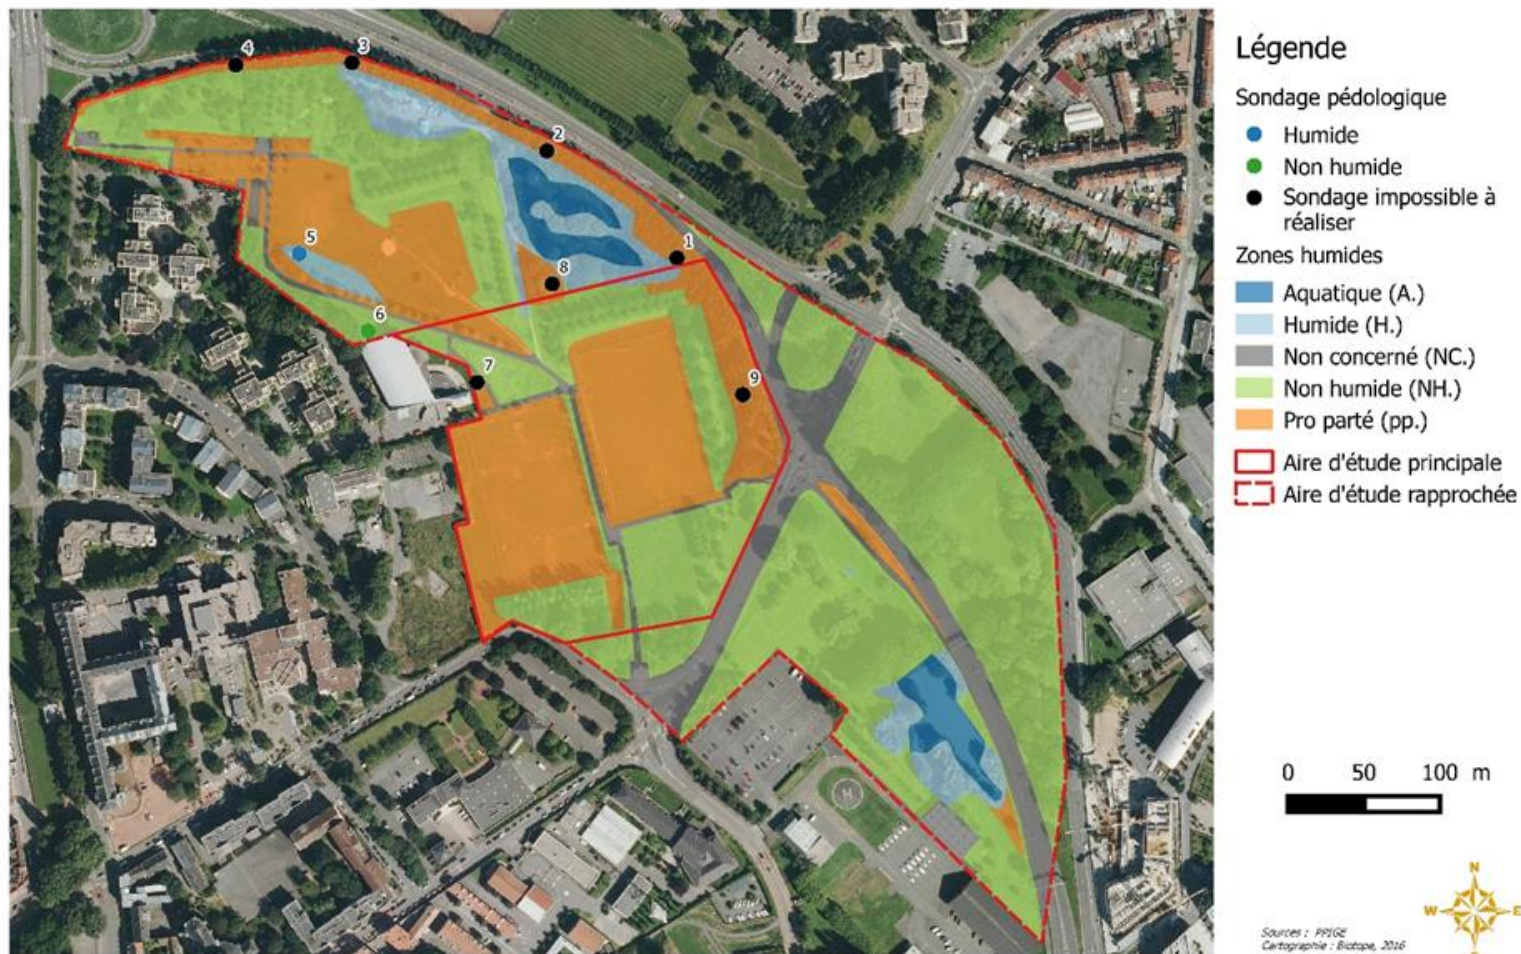 4
3
2
1
5
8
6
7
9
H
Légende
Sondage pédologique
Humide
Non humide
Sondage impossible à
réaliser
Zones humides
Aquatique (A.)
Humide (H.)
Non concerné (NC.)
Non humide (NH.)
Pro parté (pp.)
Aire d'étude principale
Aire d'étude rapprochée
0 50 100 m
N
W E
Sources : PPIGE
Cartographie : Biotope, 2016